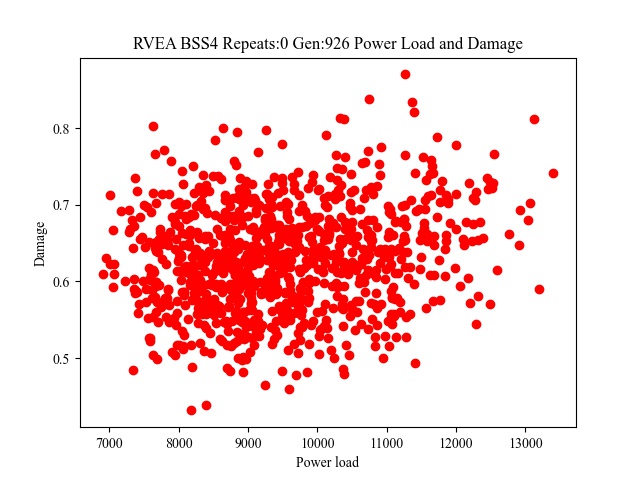 RVEA BSS4 Repeats:0 Gen:926 Power Load and Damage
Damage
0.8
0.7
0.6
0.5
7000 8000 9000 10000 11000 12000 13000
Power load